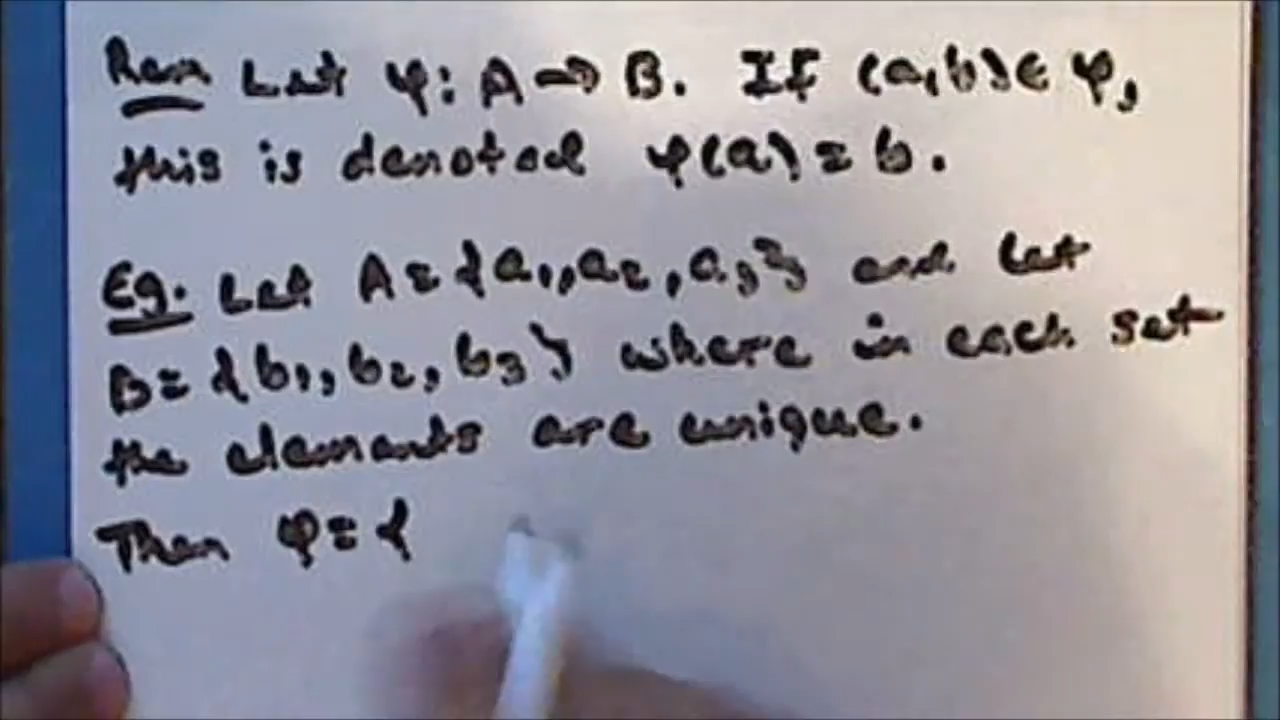 Rem Let φ: A → B. If (a,b) ∈ φ,
this is denoted φ(a) = b.
Eg. Let A = {a₁, a₂, a₃} and let
B = {b₁, b₂, b₃} where in each set
the elements are unique.
Then φ = {